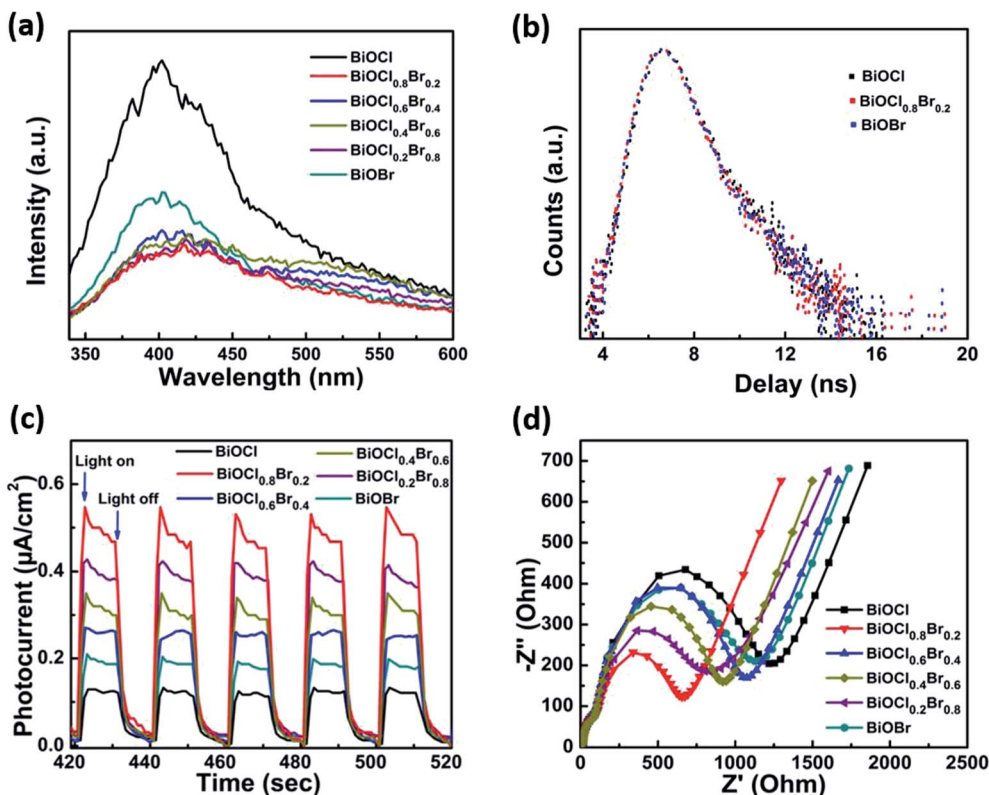 (a)
BiOCl
BiOCl0.8Br0.2
BiOCl0.6Br0.4
BiOCl0.4Br0.6
BiOCl0.2Br0.8
BiOBr
Intensity (a.u.)
350 400 450 500 550 600
Wavelength (nm)
(b)
BiOCl
BiOCl0.8Br0.2
BiOBr
Counts (a.u.)
4 8 12 16 20
Delay (ns)
(c)
BiOCl
BiOCl0.8Br0.2
BiOCl0.6Br0.4
BiOCl0.4Br0.6
BiOCl0.2Br0.8
BiOBr
Light on
Light off
Photocurrent (μA/cm²)
0.6
0.4
0.2
0.0
420 440 460 480 500 520
Time (sec)
(d)
700
600
500
400
300
200
100
0
-Z'' (Ohm)
BiOCl
BiOCl0.8Br0.2
BiOCl0.6Br0.4
BiOCl0.4Br0.6
BiOCl0.2Br0.8
BiOBr
0 500 1000 1500 2000 2500
Z' (Ohm)